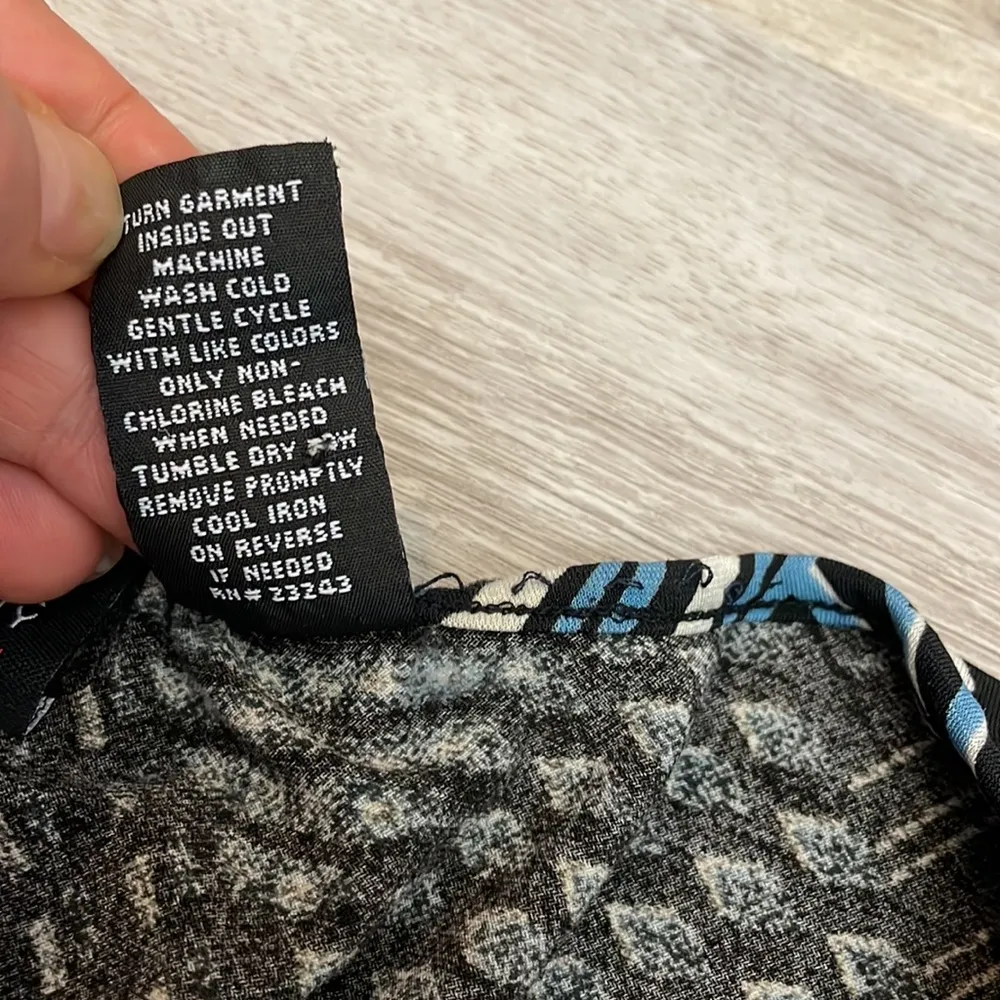 TURN GARMENT
INSIDE OUT
MACHINE
WASH COLD
GENTLE CYCLE
WITH LIKE COLORS
ONLY NON-
CHLORINE BLEACH
WHEN NEEDED
TUMBLE DRY LOW
REMOVE PROMPTLY
COOL IRON
ON REVERSE
IF NEEDED
RN# 23243